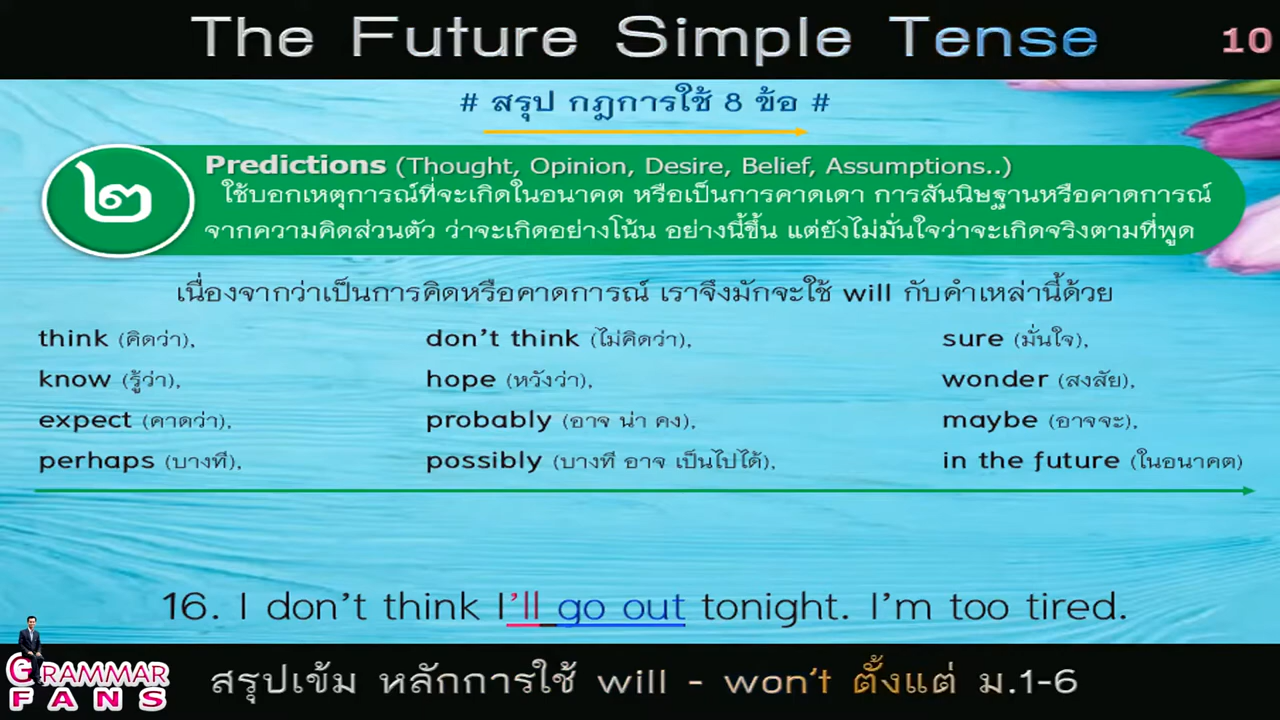 The Future Simple Tense
10
# สรุป กฎการใช้ 8 ข้อ #
๒
Predictions (Thought, Opinion, Desire, Belief, Assumptions..)
ใช้บอกเหตุการณ์ที่จะเกิดในอนาคต หรือเป็นการคาดเดา การสันนิษฐานหรือคาดการณ์
จากความคิดส่วนตัว ว่าจะเกิดอย่างโน้น อย่างนี้ขึ้น แต่ยังไม่มั่นใจว่าจะเกิดจริงตามที่พูด
เนื่องจากว่าเป็นการคิดหรือคาดการณ์ เราจึงมักจะใช้ will กับคำเหล่านี้ด้วย
think (คิดว่า), don't think (ไม่คิดว่า), sure (มั่นใจ),
know (รู้ว่า), hope (หวังว่า), wonder (สงสัย),
expect (คาดว่า), probably (อาจ น่า คง), maybe (อาจจะ),
perhaps (บางที), possibly (บางที อาจ เป็นไปได้), in the future (ในอนาคต)
16. I don't think I'll go out tonight. I'm too tired.
GRAMMAR
FANS
สรุปเข้ม หลักการใช้ will - won't ตั้งแต่ ม.1-6